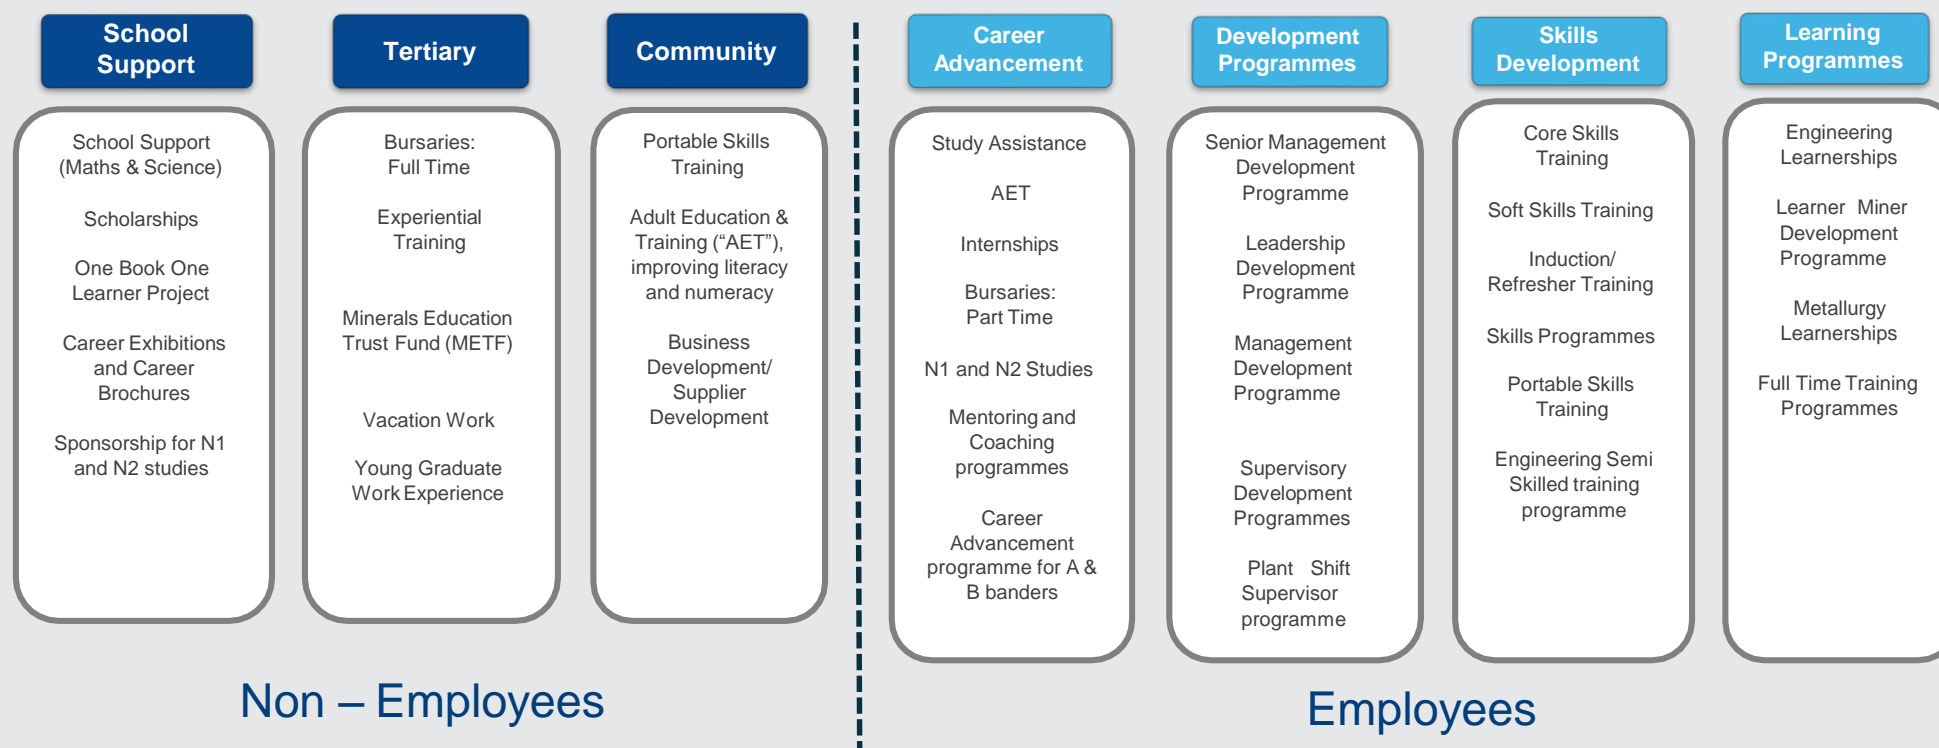 School
Support
School Support
(Maths & Science)
Scholarships
One Book One
Learner Project
Career Exhibitions
and Career
Brochures
Sponsorship for N1
and N2 studies
Tertiary
Bursaries:
Full Time
Experiential
Training
Minerals Education
Trust Fund (METF)
Vacation Work
Young Graduate
Work Experience
Community
Portable Skills
Training
Adult Education &
Training (“AET”),
improving literacy
and numeracy
Business
Development/
Supplier
Development
Non – Employees
Career
Advancement
Study Assistance
AET
Internships
Bursaries:
Part Time
N1 and N2 Studies
Mentoring and
Coaching
programmes
Career
Advancement
programme for A &
B banders
Development
Programmes
Senior Management
Development
Programme
Leadership
Development
Programme
Management
Development
Programme
Supervisory
Development
Programmes
Plant Shift
Supervisor
programme
Skills
Development
Core Skills
Training
Soft Skills Training
Induction/
Refresher Training
Skills Programmes
Portable Skills
Training
Engineering Semi
Skilled training
programme
Learning
Programmes
Engineering
Learnerships
Learner Miner
Development
Programme
Metallurgy
Learnerships
Full Time Training
Programmes
Employees